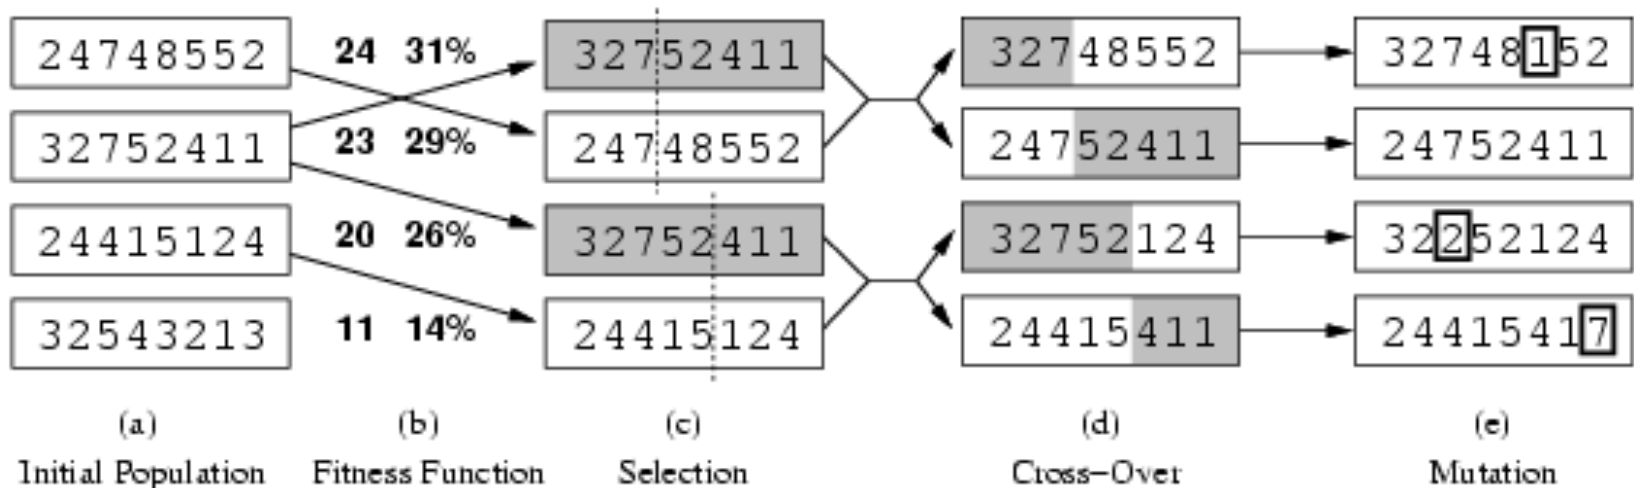 24748552 24 31% 32752411 32748552 32748152
32752411 23 29% 24748552 24752411 24752411
24415124 20 26% 32752411 32752124 32252124
32543213 11 14% 24415124 24415411 24415417
(a) (b) (c) (d) (e)
Initial Population Fitness Function Selection Cross–Over Mutation